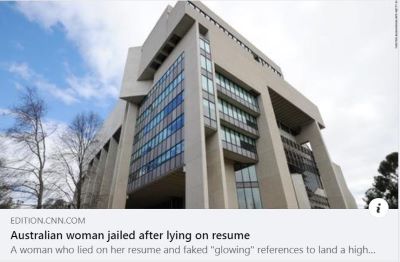 EDITION.CNN.COM
Australian woman jailed after lying on resume
A woman who lied on her resume and faked "glowing" references to land a high...